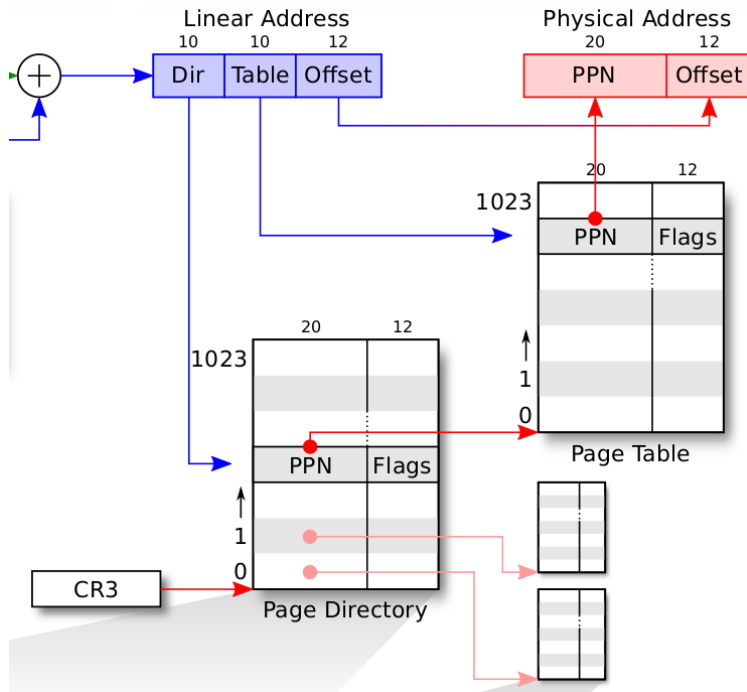 Linear Address
Physical Address
10 10 12
20 12
Dir Table Offset
PPN Offset
20 12
1023
PPN Flags
1
0
Page Table
20 12
1023
PPN Flags
1
0
CR3
Page Directory